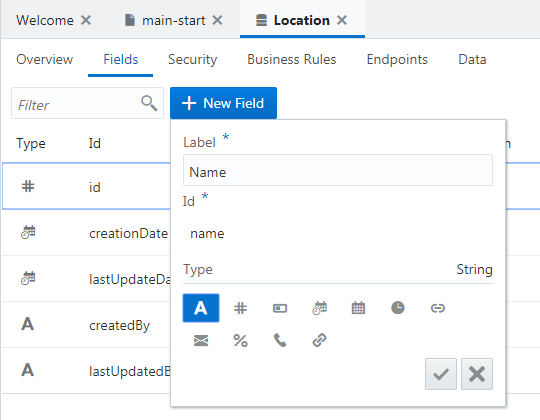 Welcome
main-start
Location
Overview Fields Security Business Rules Endpoints Data
Filter
+ New Field
Type Id
Label *
Name
Id *
name
Type String
A # %
# id
creationDate
lastUpdateDa
A createdBy
A lastUpdatedB